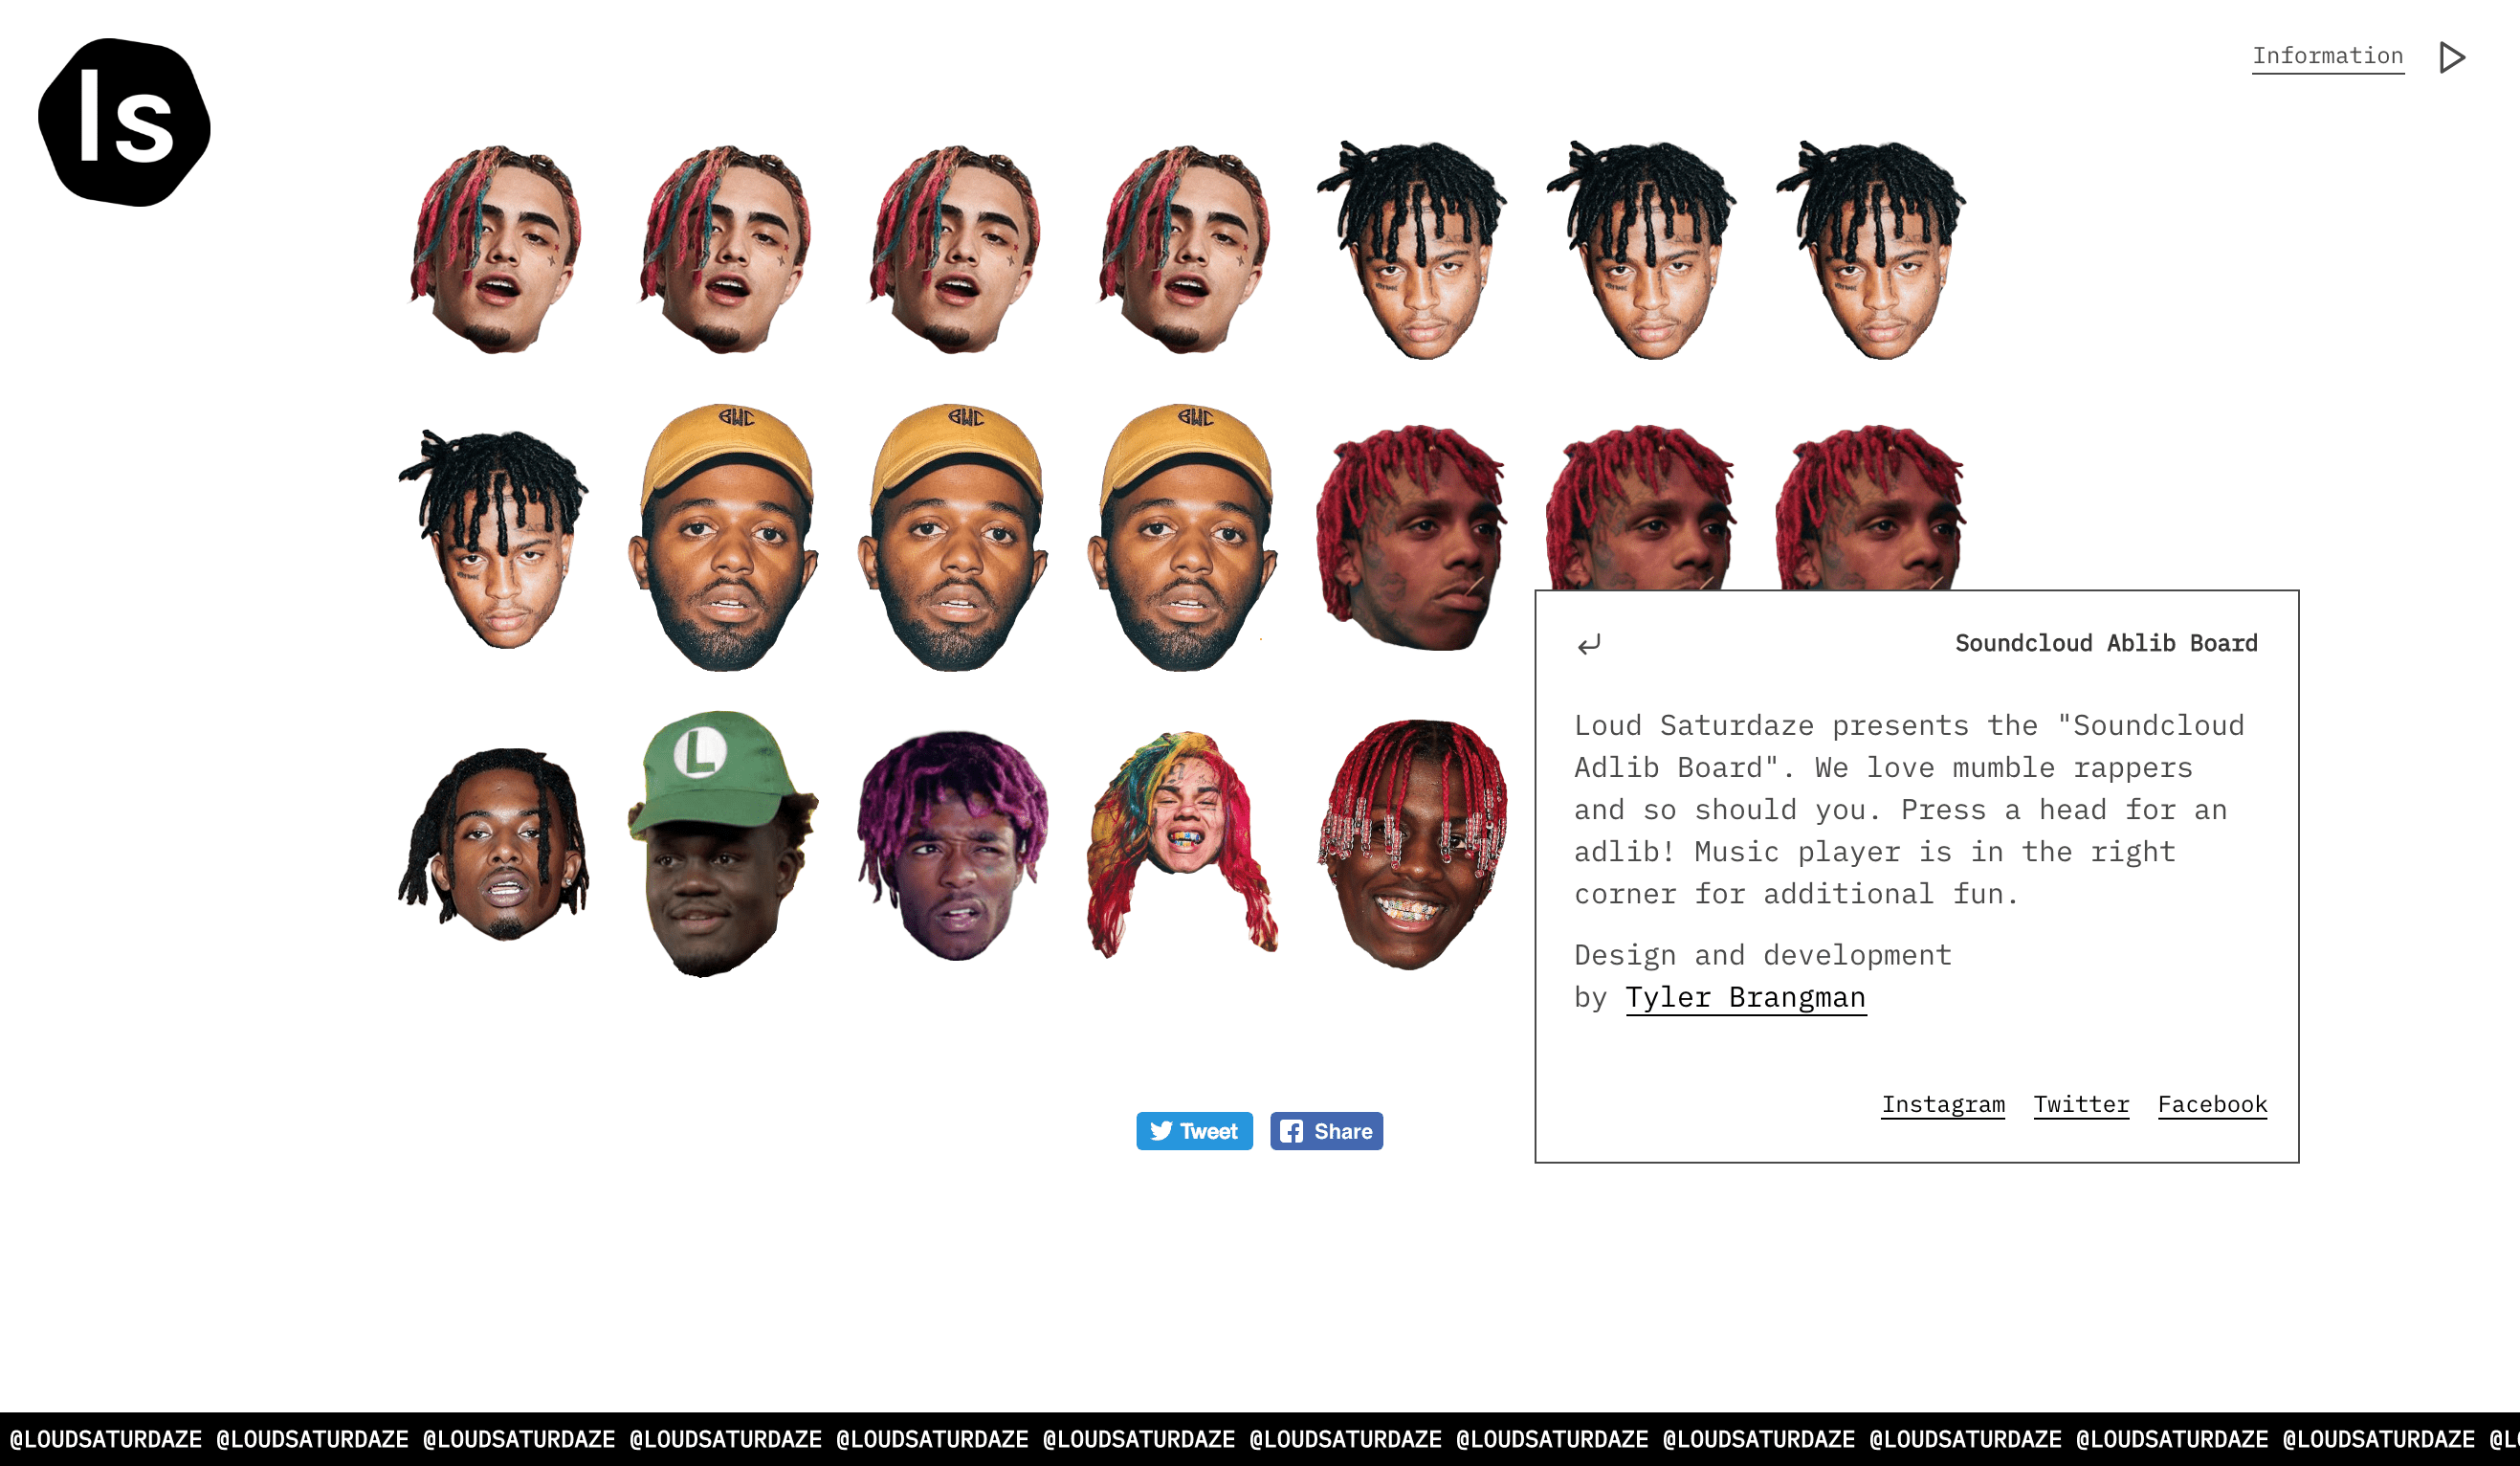 ls
Information
BWC
BWC
BWC
L
Soundcloud Ablib Board
Loud Saturdaze presents the "Soundcloud
Adlib Board". We love mumble rappers
and so should you. Press a head for an
adlib! Music player is in the right
corner for additional fun.
Design and development
by Tyler Brangman
Instagram Twitter Facebook
Tweet Share
@LOUDSATURDAZE @LOUDSATURDAZE @LOUDSATURDAZE @LOUDSATURDAZE @LOUDSATURDAZE @LOUDSATURDAZE @LOUDSATURDAZE @LOUDSATURDAZE @LOUDSATURDAZE @LOUDSATURDAZE @LOUDSATURDAZE @LOUDSATURDAZE